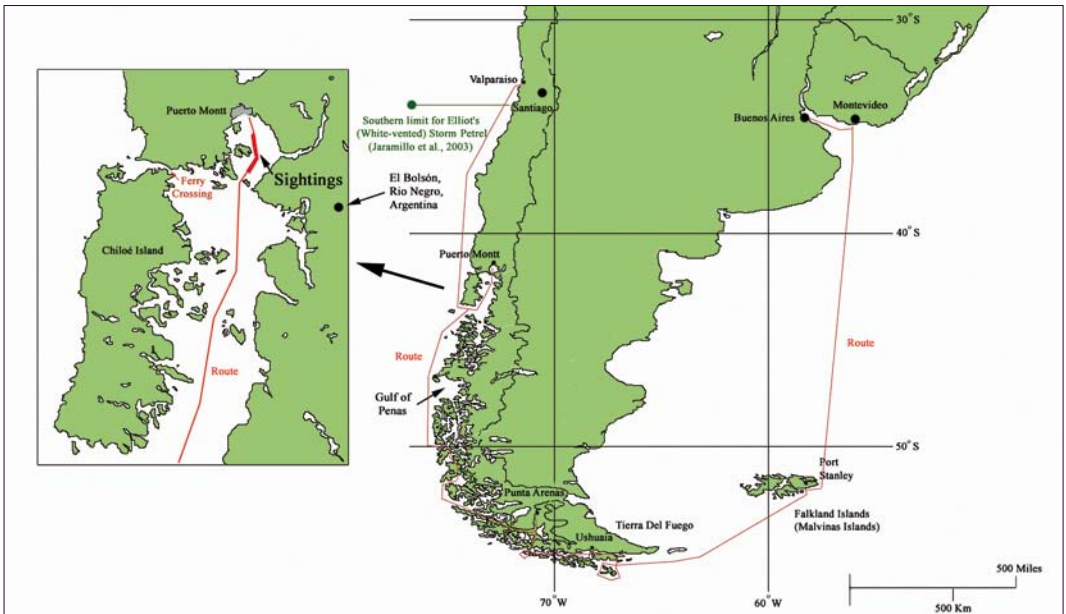 Puerto Montt
Sightings
Ferry
Crossing
El Bolsón,
Rio Negro,
Argentina
Chiloé Island
Route
30°S
Valparaiso
Santiago
Southern limit for Elliot's
(White-vented) Storm Petrel
(Jaramillo et al., 2003)
Buenos Aires
Montevideo
40°S
Puerto Montt
Route
Route
Gulf of
Penas
50°S
Port
Stanley
Punta Arenas
Falkland Islands
(Malvinas Islands)
Tierra Del Fuego
Ushuaia
500 Miles
70°W
60°W
500 Km